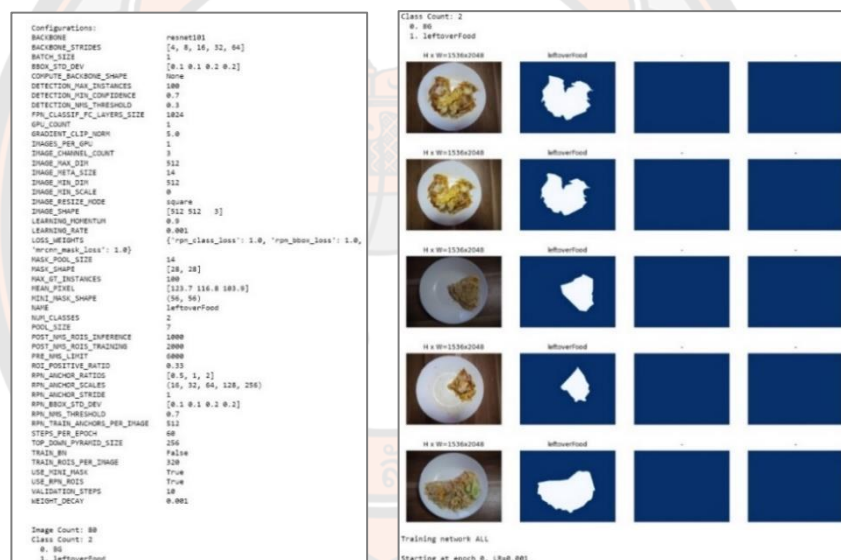 Configurations:
BACKBONE resnet101
BACKBONE_STRIDES [4, 8, 16, 32, 64]
BATCH_SIZE 1
BBOX_STD_DEV [0.1 0.1 0.2 0.2]
COMPUTE_BACKBONE_SHAPE None
DETECTION_MAX_INSTANCES 100
DETECTION_MIN_CONFIDENCE 0.7
DETECTION_NMS_THRESHOLD 0.3
FPN_CLASSIF_FC_LAYERS_SIZE 1024
GPU_COUNT 1
GRADIENT_CLIP_NORM 5.0
IMAGES_PER_GPU 1
IMAGE_CHANNEL_COUNT 3
IMAGE_MAX_DIM 512
IMAGE_META_SIZE 14
IMAGE_MIN_DIM 512
IMAGE_MIN_SCALE 0
IMAGE_RESIZE_MODE square
IMAGE_SHAPE [512 512 3]
LEARNING_MOMENTUM 0.9
LEARNING_RATE 0.001
LOSS_WEIGHTS {'rpn_class_loss': 1.0, 'rpn_bbox_loss': 1.0,
'mrcnn_mask_loss': 1.0}
MASK_POOL_SIZE 14
MASK_SHAPE [28, 28]
MAX_GT_INSTANCES 100
MEAN_PIXEL [123.7 116.8 103.9]
MINI_MASK_SHAPE (56, 56)
NAME leftoverFood
NUM_CLASSES 2
POOL_SIZE 7
POST_NMS_ROIS_INFERENCE 1000
POST_NMS_ROIS_TRAINING 2000
PRE_NMS_LIMIT 6000
ROI_POSITIVE_RATIO 0.33
RPN_ANCHOR_RATIOS [0.5, 1, 2]
RPN_ANCHOR_SCALES (16, 32, 64, 128, 256)
RPN_ANCHOR_STRIDE 1
RPN_BBOX_STD_DEV [0.1 0.1 0.2 0.2]
RPN_NMS_THRESHOLD 0.7
RPN_TRAIN_ANCHORS_PER_IMAGE 512
STEPS_PER_EPOCH 60
TOP_DOWN_PYRAMID_SIZE 256
TRAIN_BN False
TRAIN_ROIS_PER_IMAGE 320
USE_MINI_MASK True
USE_RPN_ROIS True
VALIDATION_STEPS 10
WEIGHT_DECAY 0.001
Image Count: 80
Class Count: 2
0. BG
1. leftoverFood
Class Count: 2
0. BG
1. leftoverFood
H x W=1536x2048 leftoverFood - -
H x W=1536x2048 leftoverFood - -
H x W=1536x2048 leftoverFood - -
H x W=1536x2048 leftoverFood - -
H x W=1536x2048 leftoverFood - -
Training network ALL
Starting at epoch 0. LR=0.001